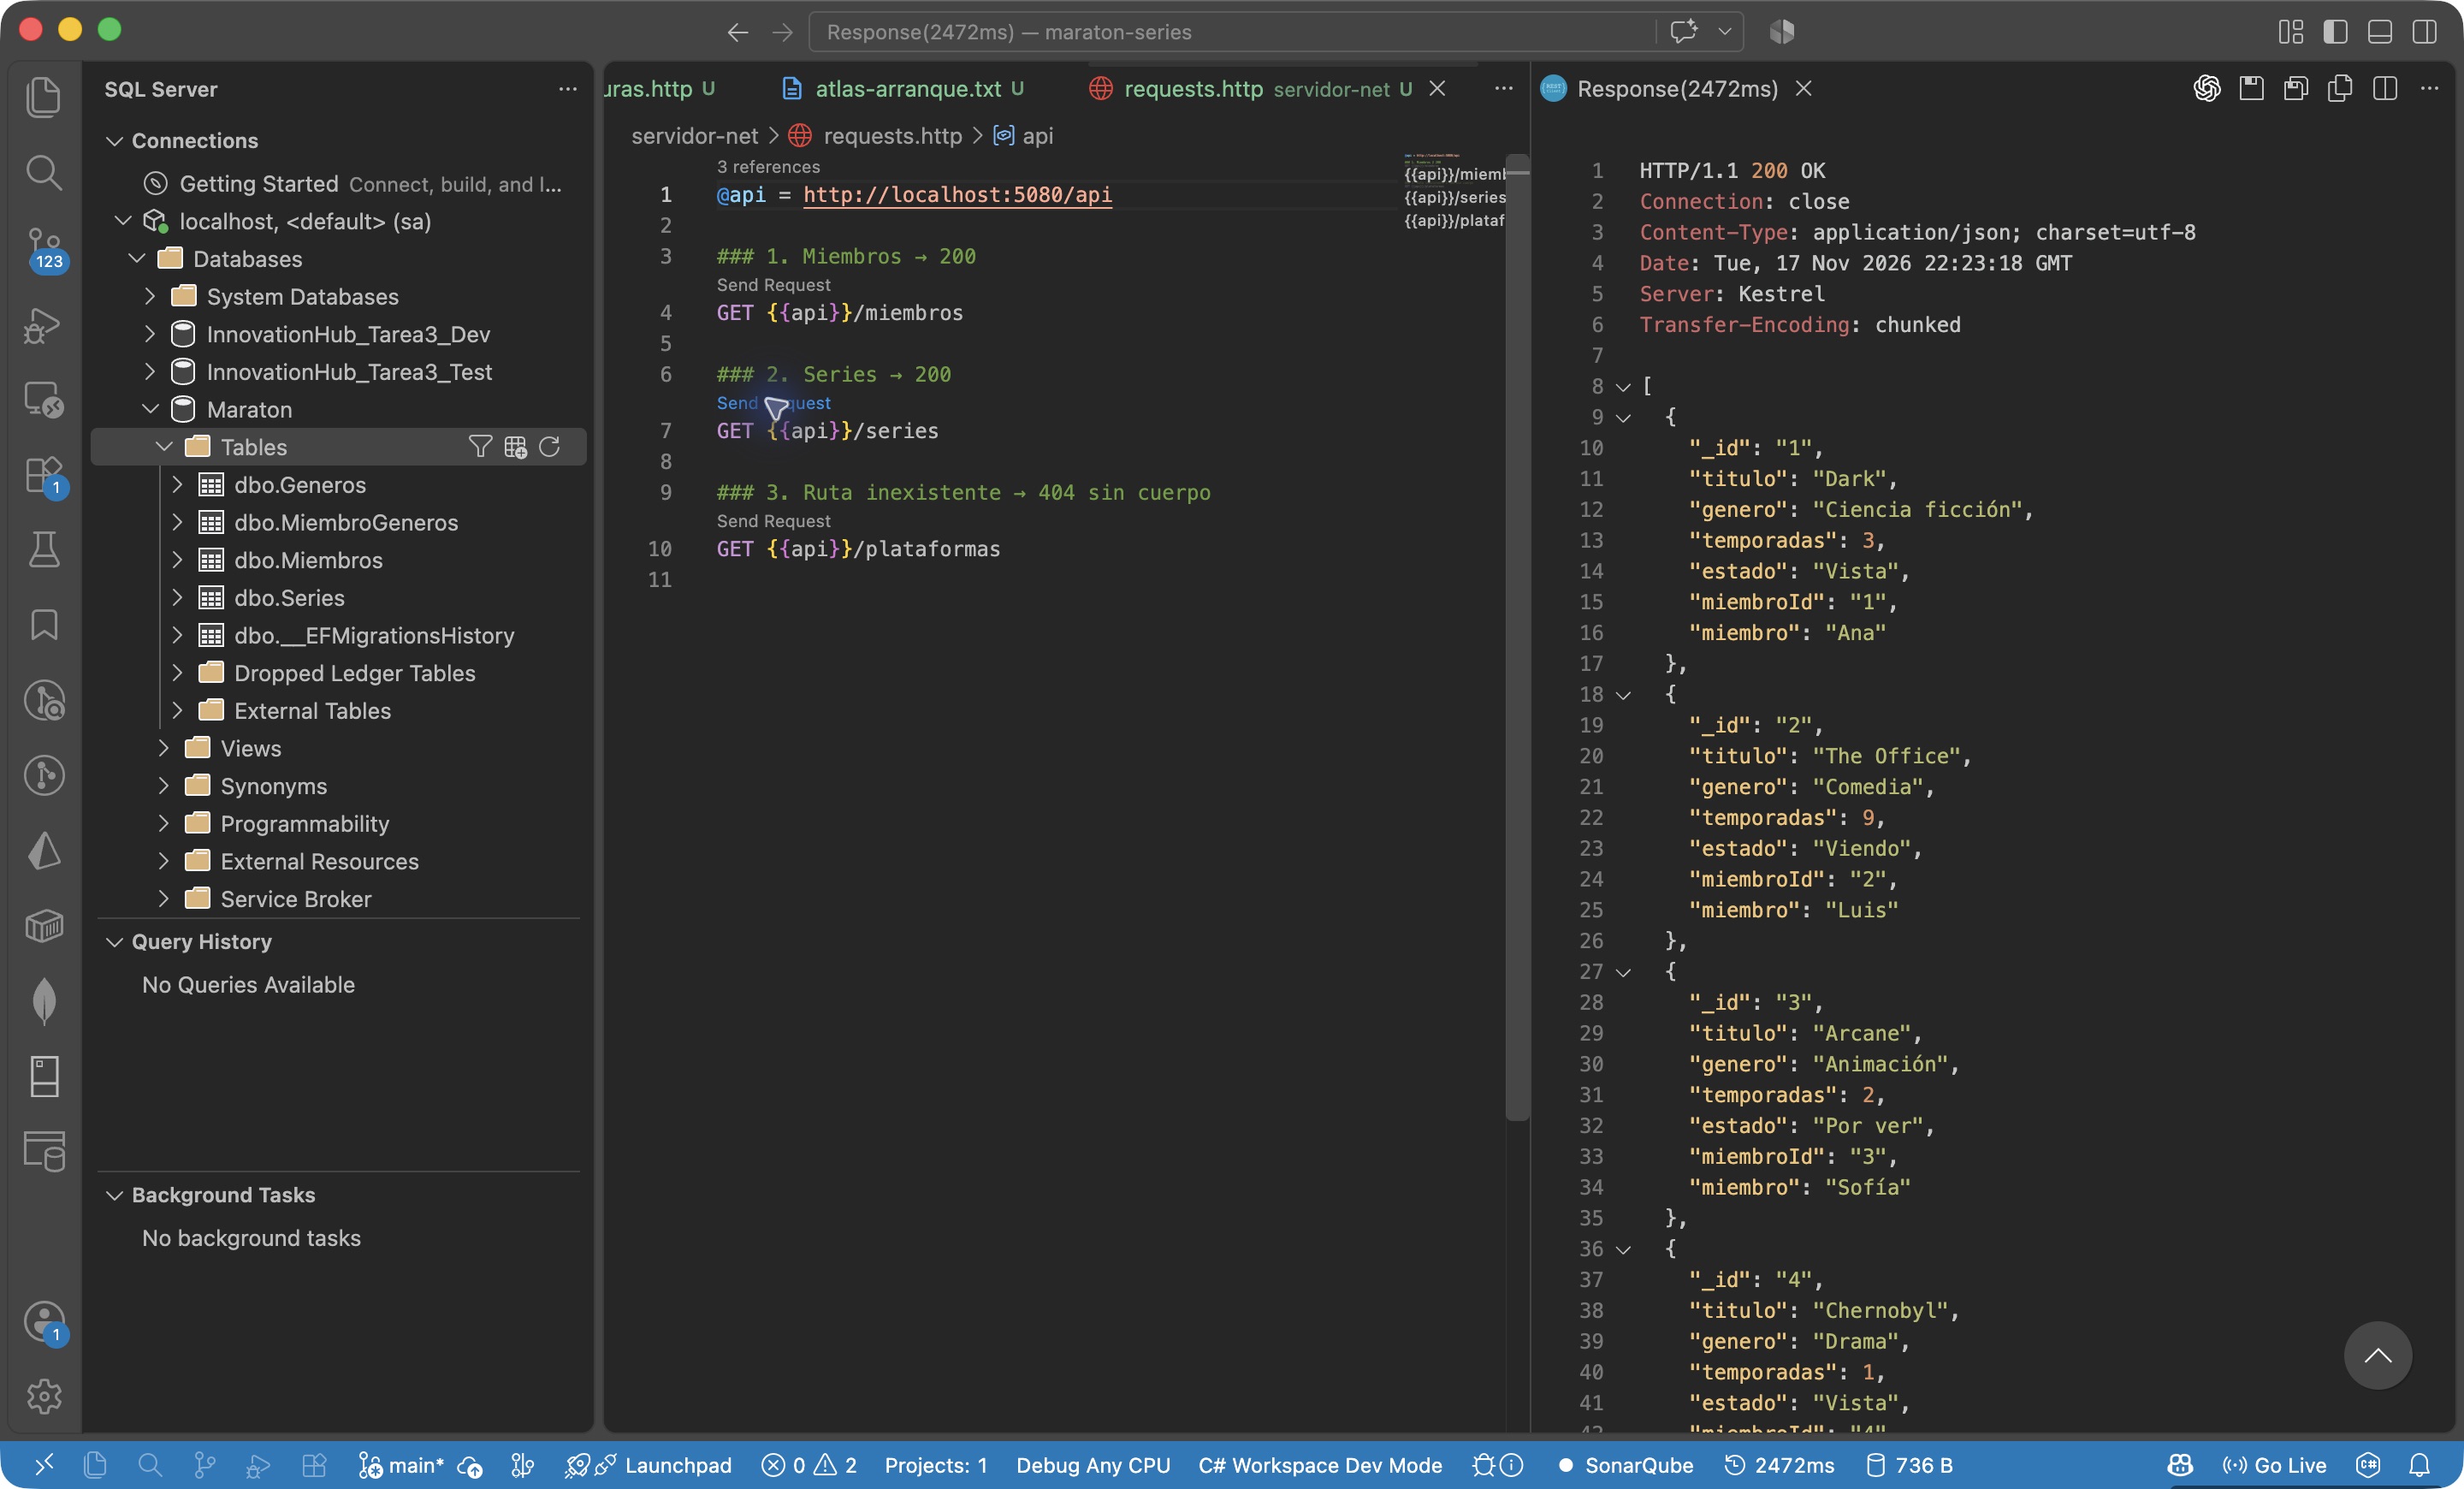 Response(2472ms) — maraton-series
SQL Server
Connections
Getting Started Connect, build, and l...
localhost, <default> (sa)
Databases
System Databases
InnovationHub_Tarea3_Dev
InnovationHub_Tarea3_Test
Maraton
Tables
dbo.Generos
dbo.MiembroGeneros
dbo.Miembros
dbo.Series
dbo.__EFMigrationsHistory
Dropped Ledger Tables
External Tables
Views
Synonyms
Programmability
External Resources
Service Broker
Query History
No Queries Available
Background Tasks
No background tasks
123
1
1
uras.http U
atlas-arranque.txt U
requests.http servidor-net U
servidor-net > requests.http > api
3 references
1 @api = http://localhost:5080/api
2
3 ### 1. Miembros → 200
Send Request
4 GET {{api}}/miembros
5
6 ### 2. Series → 200
Send Request
7 GET {{api}}/series
8
9 ### 3. Ruta inexistente → 404 sin cuerpo
Send Request
10 GET {{api}}/plataformas
11
{{api}}/miemb
{{api}}/series
{{api}}/plataf
Response(2472ms)
1 HTTP/1.1 200 OK
2 Connection: close
3 Content-Type: application/json; charset=utf-8
4 Date: Tue, 17 Nov 2026 22:23:18 GMT
5 Server: Kestrel
6 Transfer-Encoding: chunked
7
8 [
9 {
10 "_id": "1",
11 "titulo": "Dark",
12 "genero": "Ciencia ficción",
13 "temporadas": 3,
14 "estado": "Vista",
15 "miembroId": "1",
16 "miembro": "Ana"
17 },
18 {
19 "_id": "2",
20 "titulo": "The Office",
21 "genero": "Comedia",
22 "temporadas": 9,
23 "estado": "Viendo",
24 "miembroId": "2",
25 "miembro": "Luis"
26 },
27 {
28 "_id": "3",
29 "titulo": "Arcane",
30 "genero": "Animación",
31 "temporadas": 2,
32 "estado": "Por ver",
33 "miembroId": "3",
34 "miembro": "Sofía"
35 },
36 {
37 "_id": "4",
38 "titulo": "Chernobyl",
39 "genero": "Drama",
40 "temporadas": 1,
41 "estado": "Vista",
42 "miembroId": "4"
main* Launchpad 0 2 Projects: 1 Debug Any CPU C# Workspace Dev Mode SonarQube 2472ms 736 B Go Live